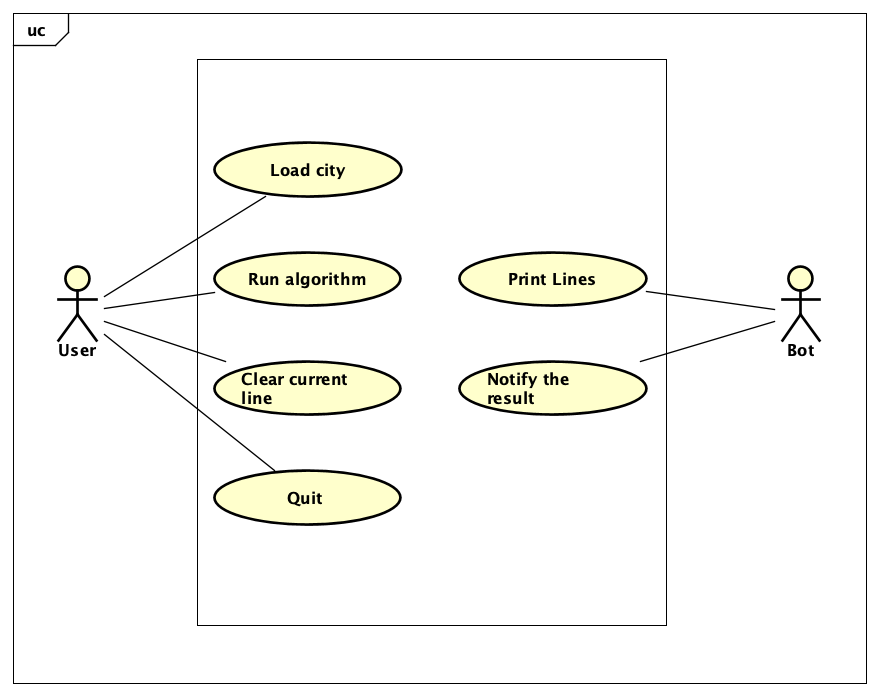 uc
Load city
Run algorithm
Print Lines
User
Bot
Clear current
line
Notify the
result
Quit